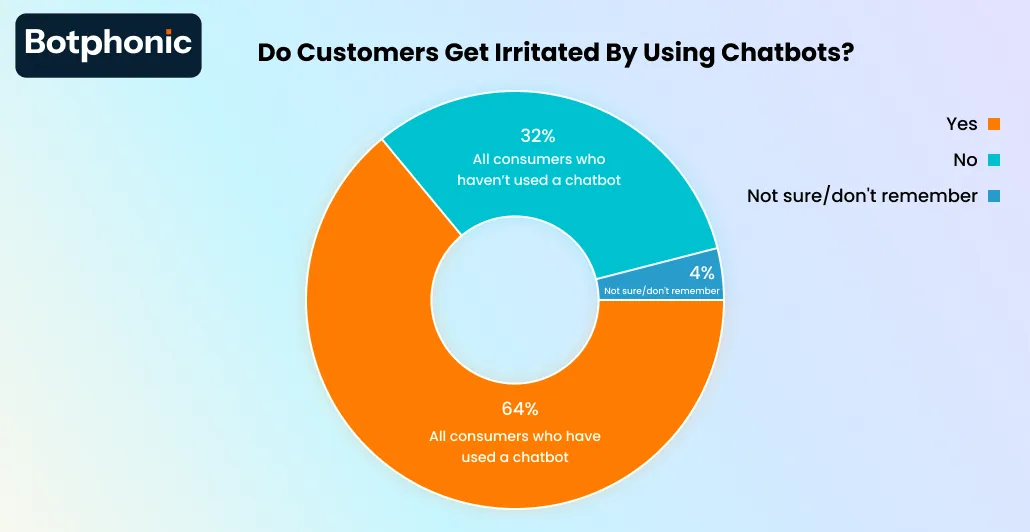 Botphonic
Do Customers Get Irritated By Using Chatbots?
Yes
No
Not sure/don't remember
32%
All consumers who
haven’t used a chatbot
4%
Not sure/don't remember
64%
All consumers who have
used a chatbot